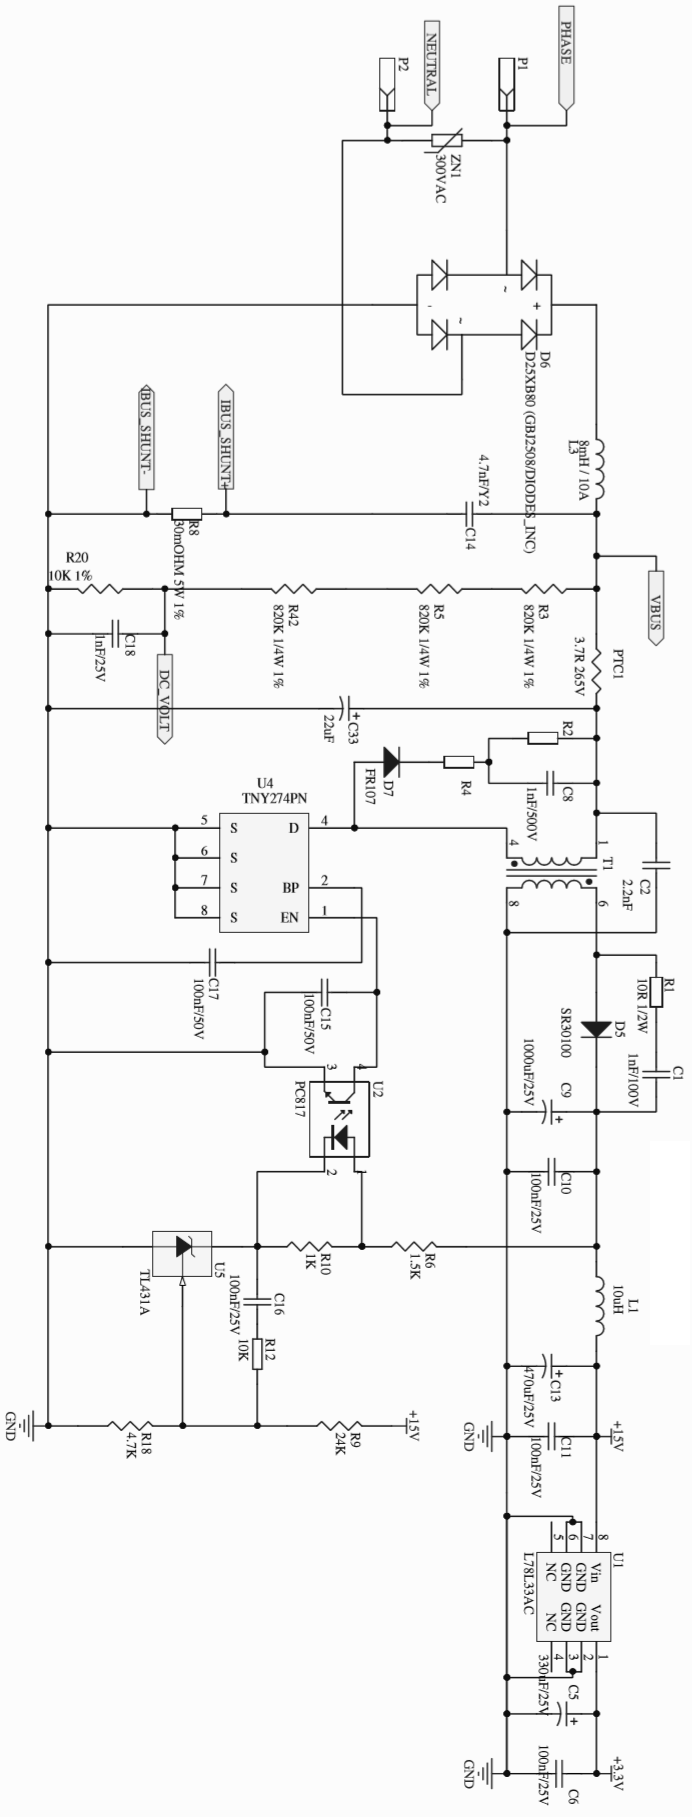 PHASE
NEUTRAL
P1
P2
ZN1
300VAC
~
~
-
+
D6
D25XB80 (GBJ2508/DIODES_INC)
8mH / 10A
L3
IBUS_SHUNT-
IBUS_SHUNT+
4.7nF/Y2
C14
R8
30mOHM 5W 1%
VBUS
R20
10K 1%
R42
820K 1/4W 1%
R5
820K 1/4W 1%
R3
820K 1/4W 1%
C18
1nF/25V
DC_VOLT
PTC1
3.7R 265V
C33
22uF
+
R2
R4
C8
1nF/500V
D7
FR107
U4
TNY274PN
5 S
6 S
7 S
8 S
D 4
BP 2
EN 1
4
1
T1
8
6
C2
2.2nF
C17
100nF/50V
C15
100nF/50V
R1
10R 1/2W
C1
1nF/100V
D5
SR30100
C9
1000uF/25V
+
3
4
U2
PC817
2
1
C10
100nF/25V
R6
1.5K
R10
1K
U5
TL431A
C16
100nF/25V
R12
10K
L1
10uH
C13
470uF/25V
+
R18
4.7K
R9
24K
+15V
GND
C11
100nF/25V
+15V
GND
U1
L78L33AC
8 Vin
7 GND
6 GND
5 NC
Vout 1
GND 2
GND 3
NC 4
C5
330nF/25V
+
C6
100nF/25V
+3.3V
GND